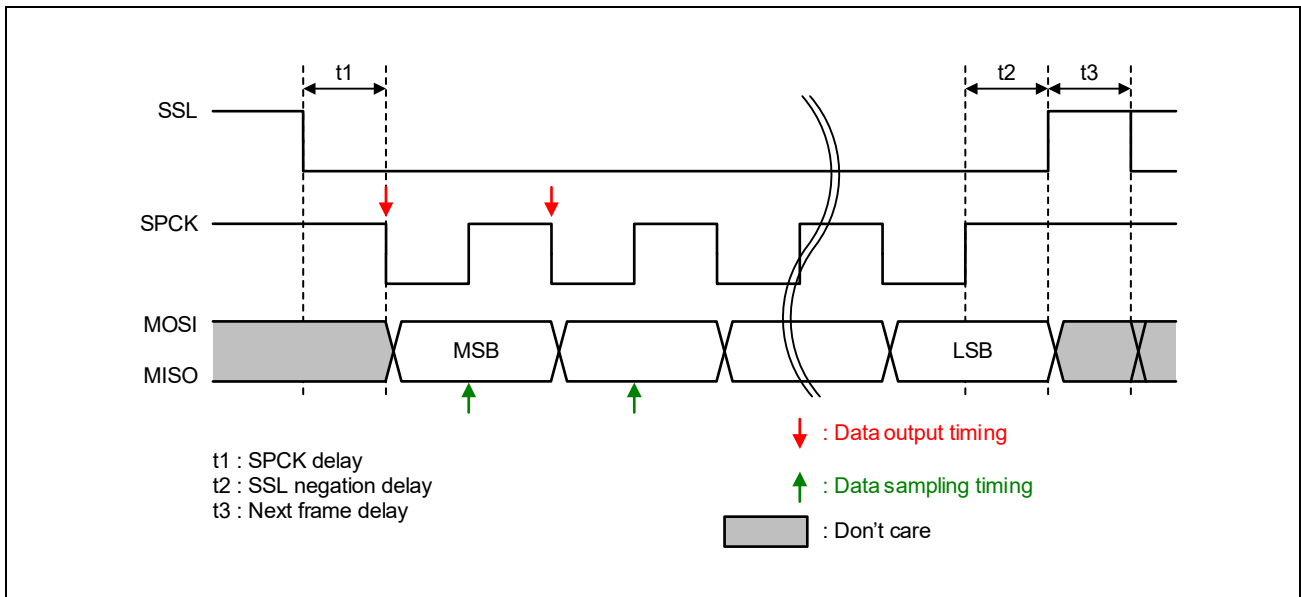 t1
t2
t3
SSL
SPCK
MOSI
MSB
LSB
MISO
: Data output timing
t1 : SPCK delay
t2 : SSL negation delay
: Data sampling timing
t3 : Next frame delay
: Don't care